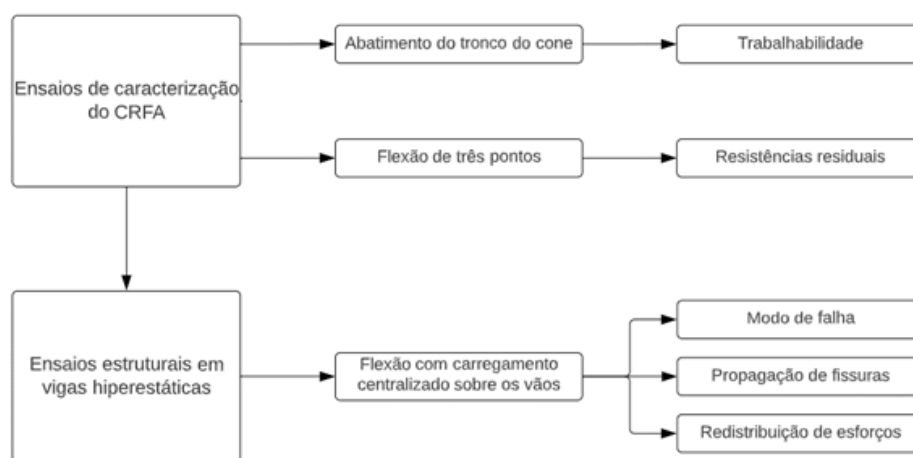 Ensaios de caracterização
do CRFA
Abatimento do tronco do cone
Trabalhabilidade
Flexão de três pontos
Resistências residuais
Ensaios estruturais em
vigas hiperestáticas
Flexão com carregamento
centralizado sobre os vãos
Modo de falha
Propagação de fissuras
Redistribuição de esforços